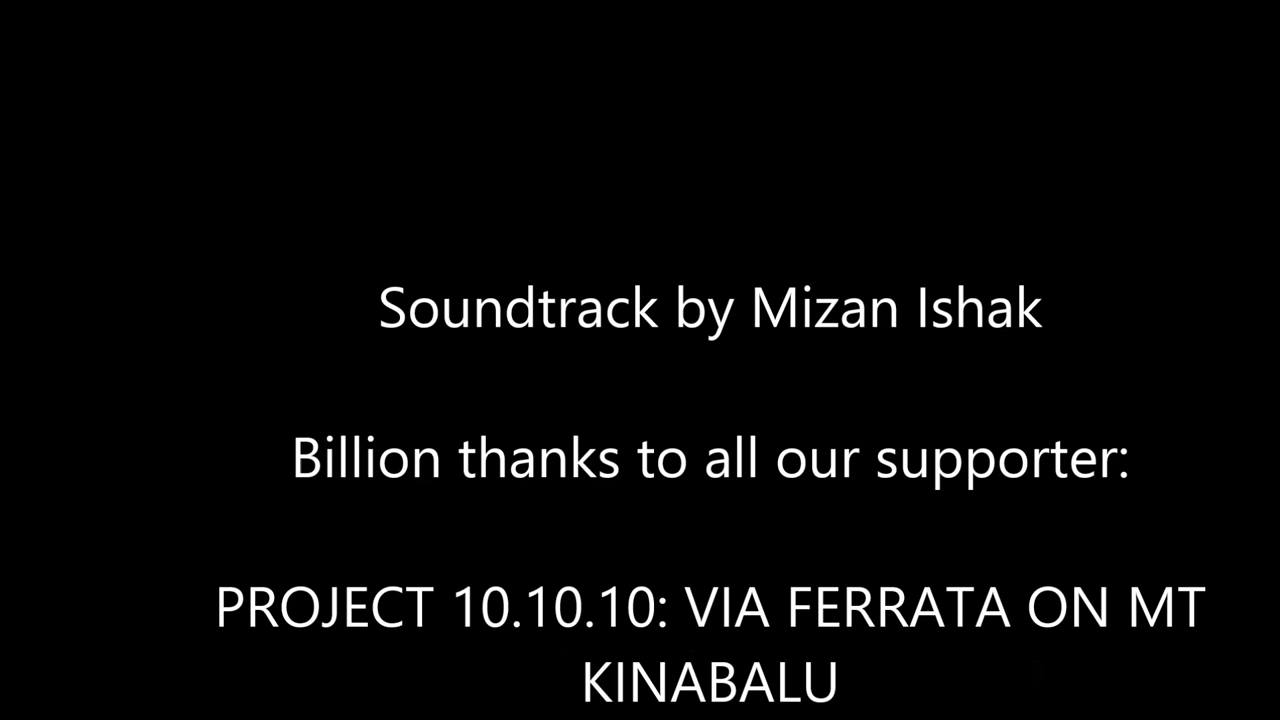 Soundtrack by Mizan Ishak
Billion thanks to all our supporter:
PROJECT 10.10.10: VIA FERRATA ON MT
KINABALU